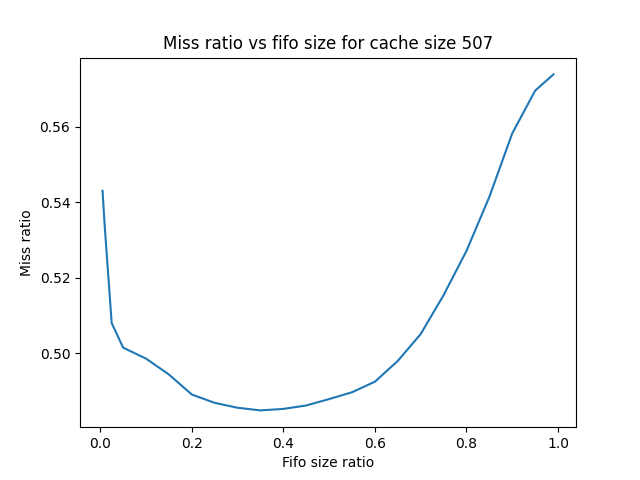 Miss ratio vs fifo size for cache size 507
0.56
0.54
0.52
0.50
Miss ratio
0.0 0.2 0.4 0.6 0.8 1.0
Fifo size ratio